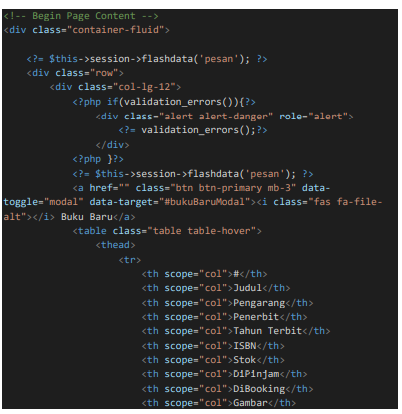 <!-- Begin Page Content -->
<div class="container-fluid">
<?= $this->session->flashdata('pesan'); ?>
<div class="row">
<div class="col-lg-12">
<?php if(validation_errors()){?>
<div class="alert alert-danger" role="alert">
<?= validation_errors();?>
</div>
<?php }?>
<?= $this->session->flashdata('pesan'); ?>
<a href="" class="btn btn-primary mb-3" data-
toggle="modal" data-target="#bukuBaruModal"><i class="fas fa-file-
alt"></i> Buku Baru</a>
<table class="table table-hover">
<thead>
<tr>
<th scope="col">#</th>
<th scope="col">Judul</th>
<th scope="col">Pengarang</th>
<th scope="col">Penerbit</th>
<th scope="col">Tahun Terbit</th>
<th scope="col">ISBN</th>
<th scope="col">Stok</th>
<th scope="col">DiPinjam</th>
<th scope="col">DiBooking</th>
<th scope="col">Gambar</th>